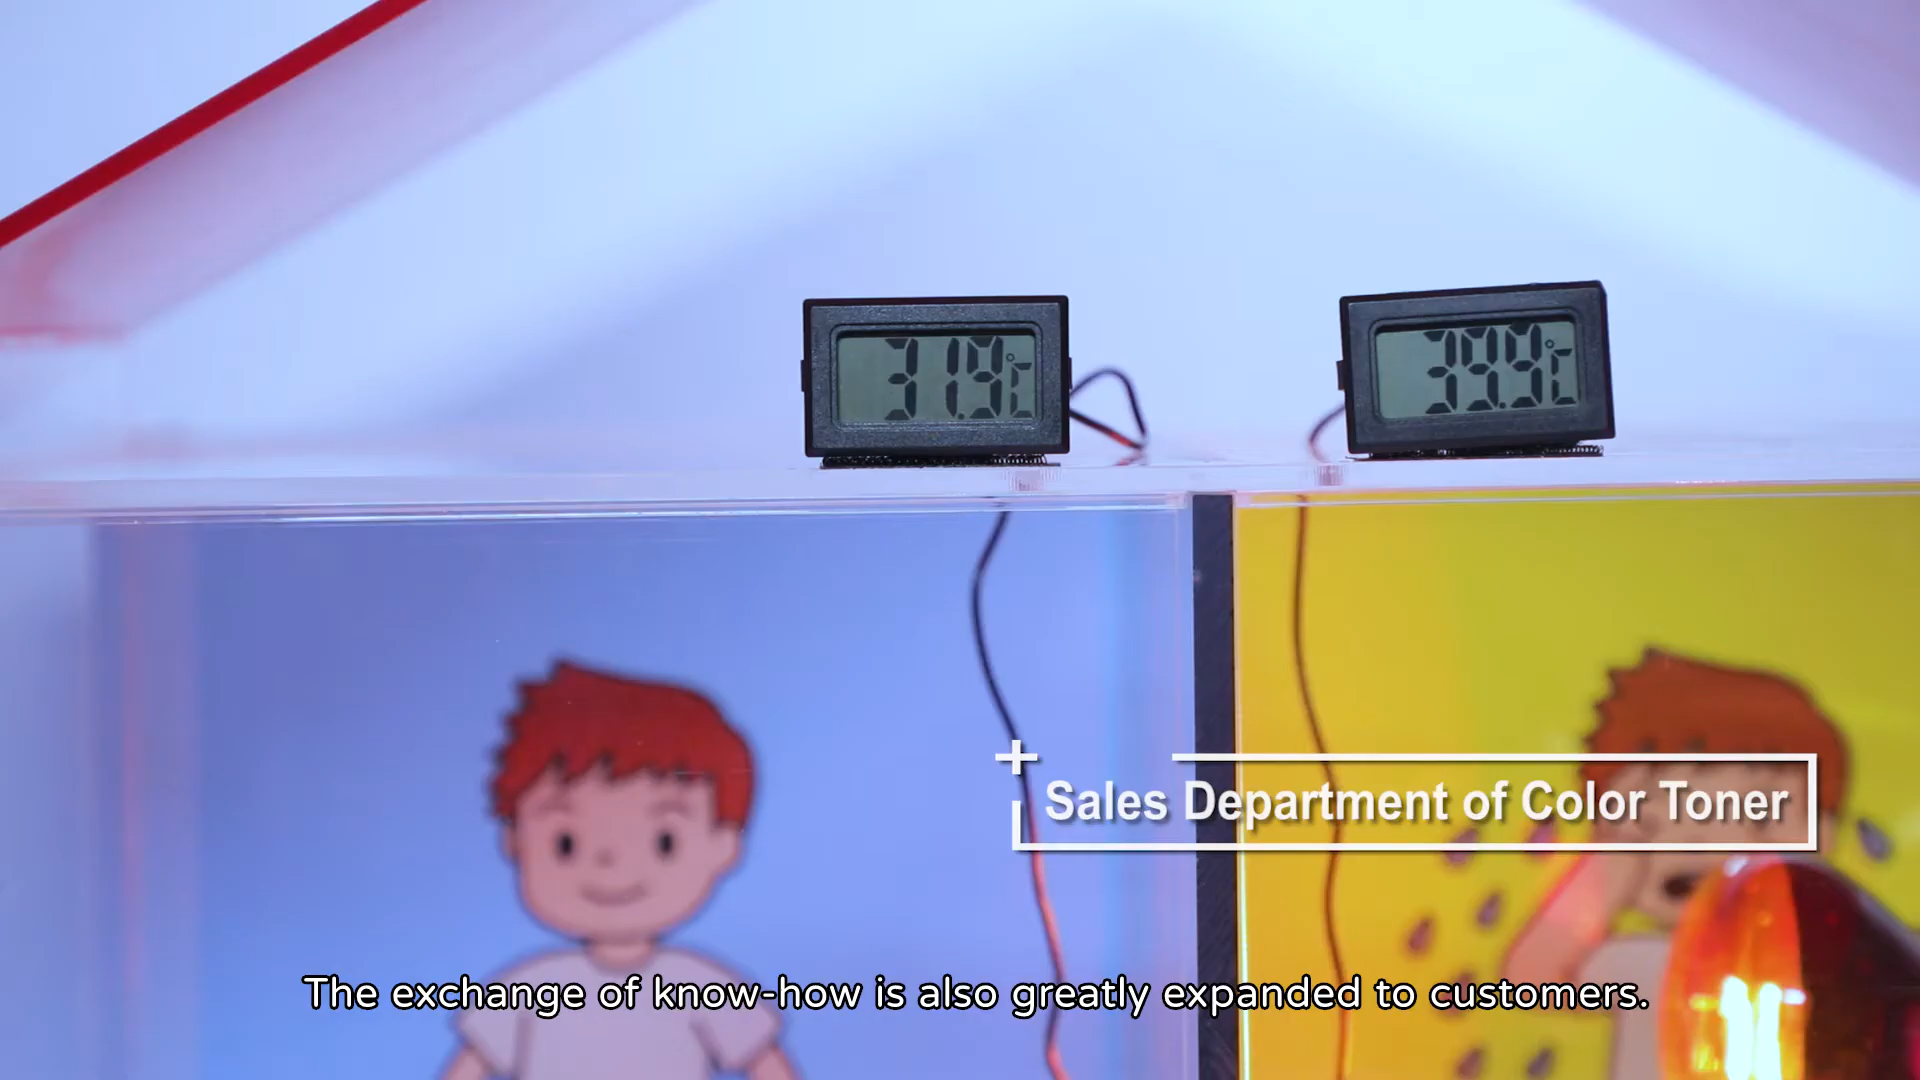 31.9°C
39.9°C
Sales Department of Color Toner
The exchange of know-how is also greatly expanded to customers.